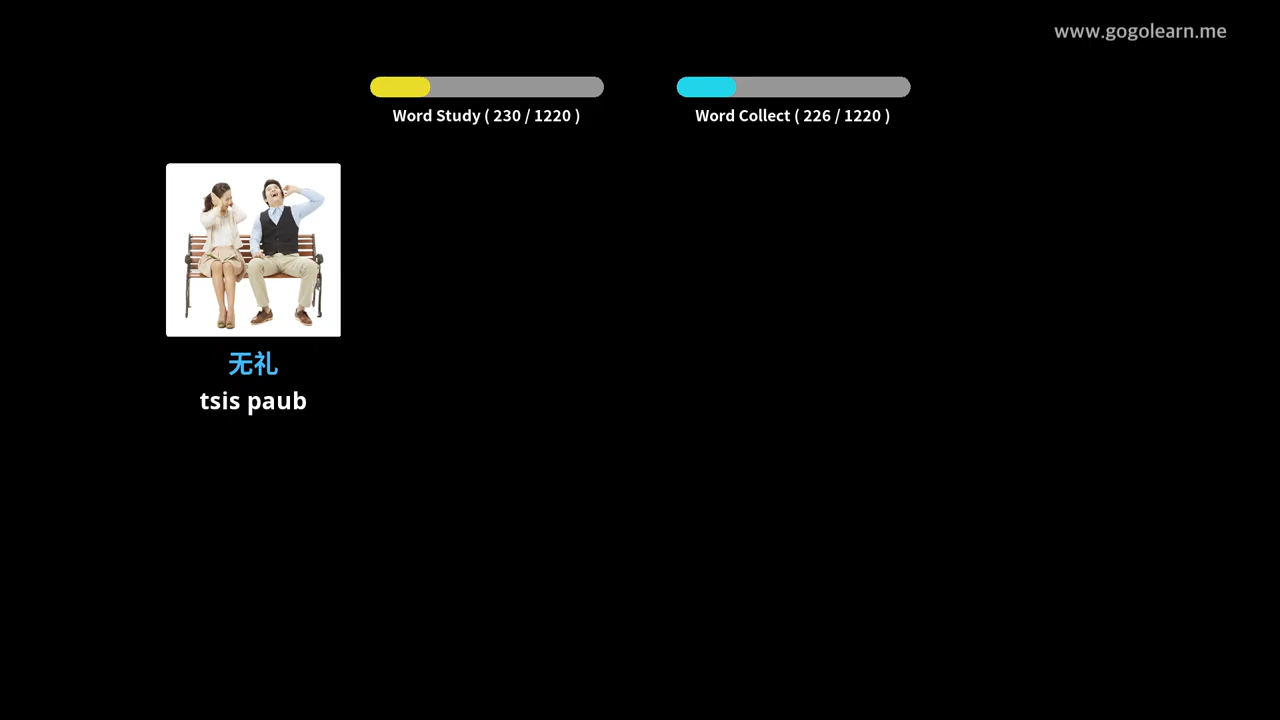 www.gogolearn.me
Word Study ( 230 / 1220 )
Word Collect ( 226 / 1220 )
无礼
tsis paub